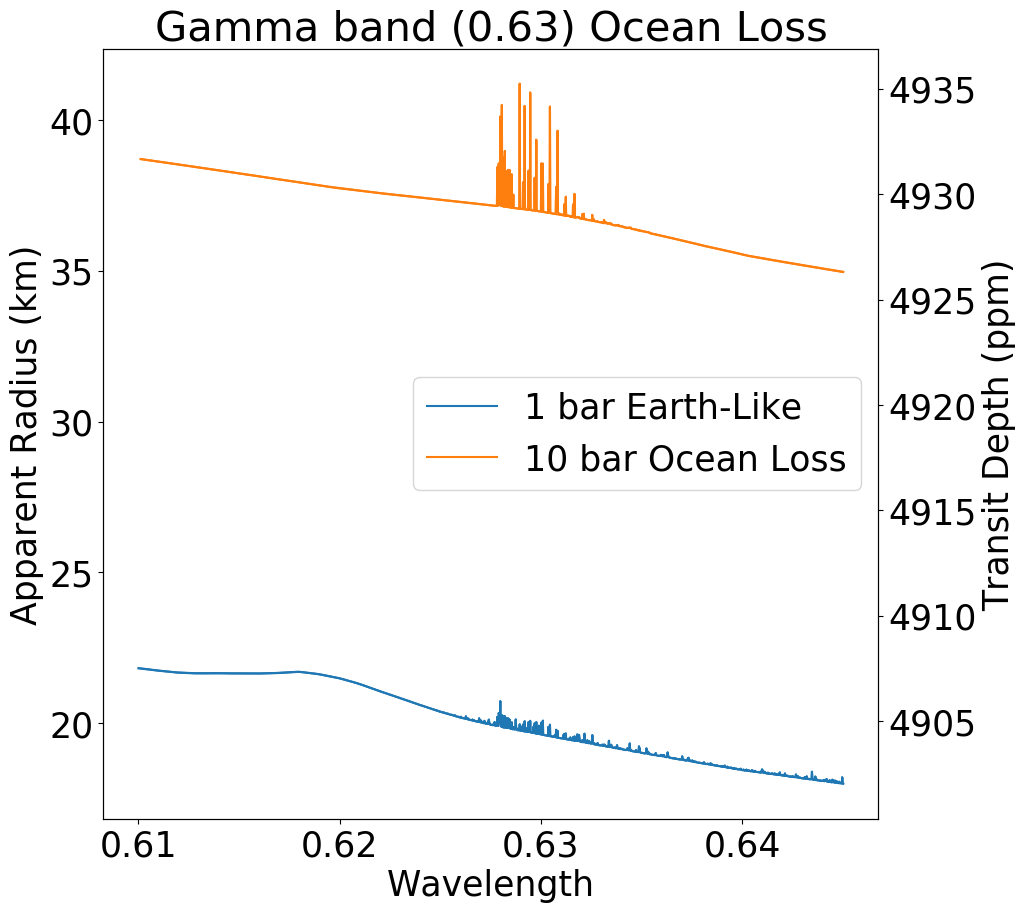 Gamma band (0.63) Ocean Loss
Apparent Radius (km)
40
35
30
25
20
1 bar Earth-Like
10 bar Ocean Loss
4935
4930
4925
4920
4915
4910
4905
Transit Depth (ppm)
0.61 0.62 0.63 0.64
Wavelength